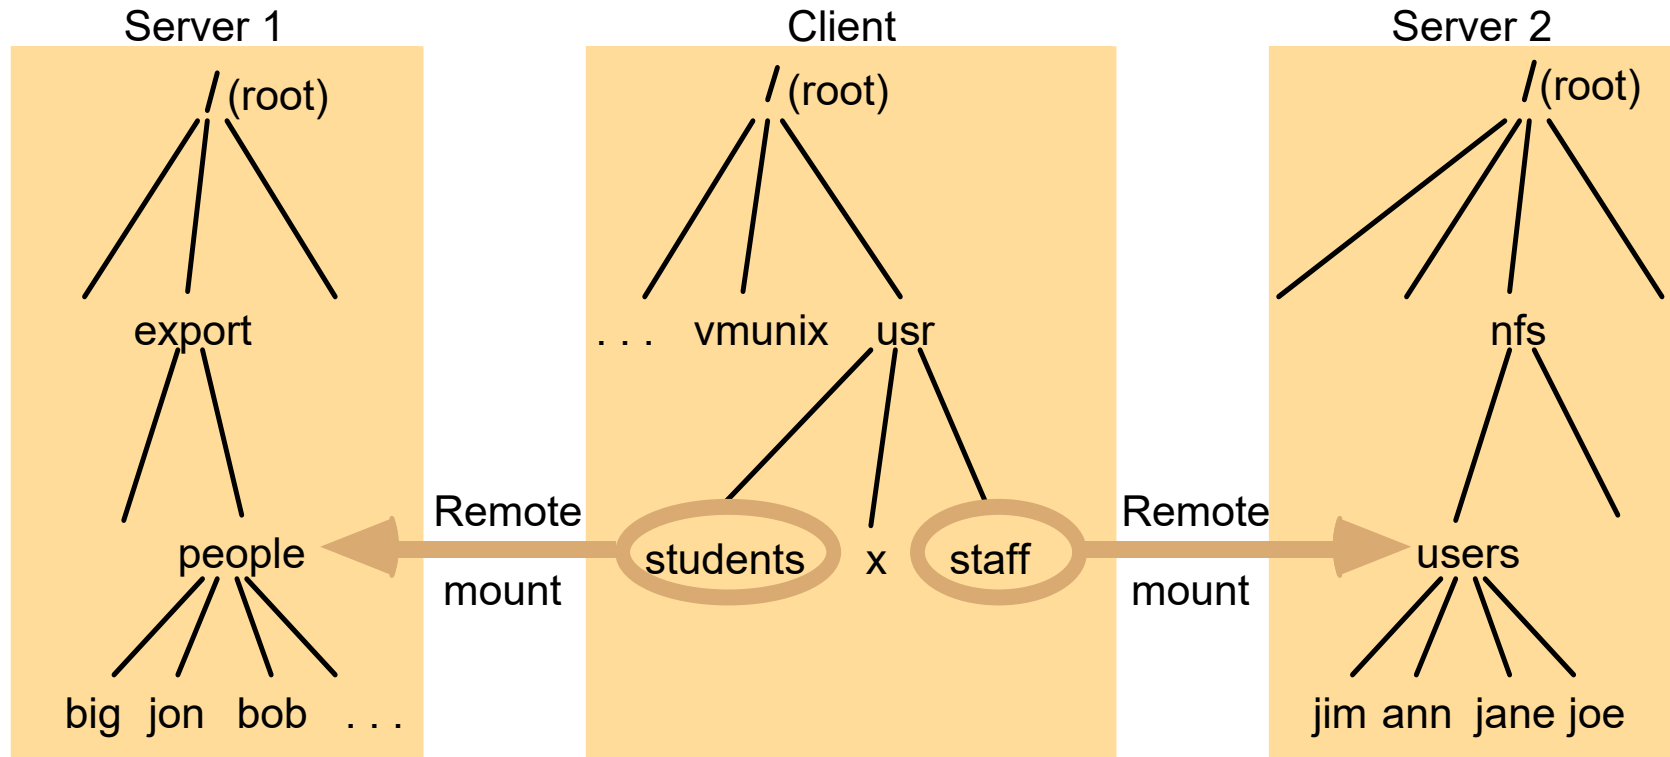 Server 1
Client
Server 2
/ (root)
/ (root)
/ (root)
export
. . . vmunix usr
nfs
Remote
mount
Remote
mount
people
students x staff
users
big jon bob . . .
jim ann jane joe